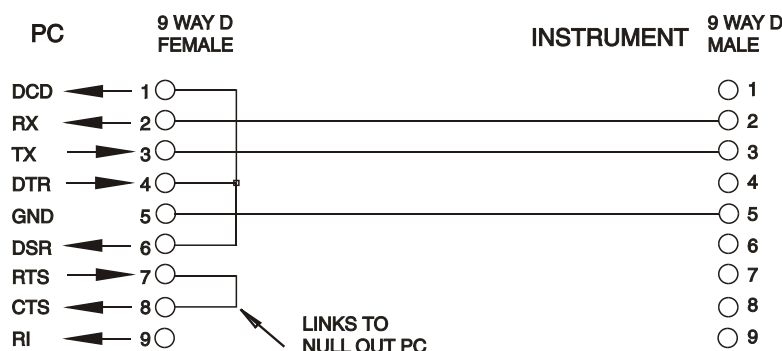 PC
9 WAY D
FEMALE
INSTRUMENT
9 WAY D
MALE
DCD 1 1
RX 2 2
TX 3 3
DTR 4 4
GND 5 5
DSR 6 6
RTS 7 7
CTS 8 8
RI 9 9
LINKS TO
NULL OUT PC